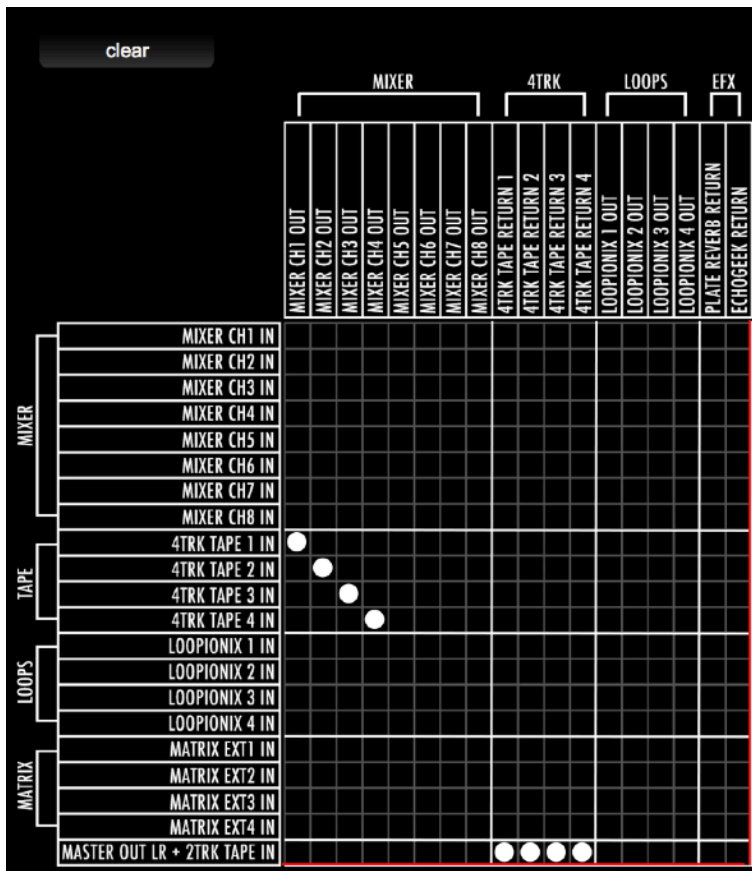 clear
MIXER 4TRK LOOPS EFX
MIXER CH1 OUT
MIXER CH2 OUT
MIXER CH3 OUT
MIXER CH4 OUT
MIXER CH5 OUT
MIXER CH6 OUT
MIXER CH7 OUT
MIXER CH8 OUT
4TRK TAPE RETURN 1
4TRK TAPE RETURN 2
4TRK TAPE RETURN 3
4TRK TAPE RETURN 4
LOOPIONIX 1 OUT
LOOPIONIX 2 OUT
LOOPIONIX 3 OUT
LOOPIONIX 4 OUT
PLATE REVERB RETURN
ECHOGEEK RETURN
MIXER
MIXER CH1 IN
MIXER CH2 IN
MIXER CH3 IN
MIXER CH4 IN
MIXER CH5 IN
MIXER CH6 IN
MIXER CH7 IN
MIXER CH8 IN
TAPE
4TRK TAPE 1 IN
4TRK TAPE 2 IN
4TRK TAPE 3 IN
4TRK TAPE 4 IN
LOOPS
LOOPIONIX 1 IN
LOOPIONIX 2 IN
LOOPIONIX 3 IN
LOOPIONIX 4 IN
MATRIX
MATRIX EXT1 IN
MATRIX EXT2 IN
MATRIX EXT3 IN
MATRIX EXT4 IN
MASTER OUT LR + 2TRK TAPE IN